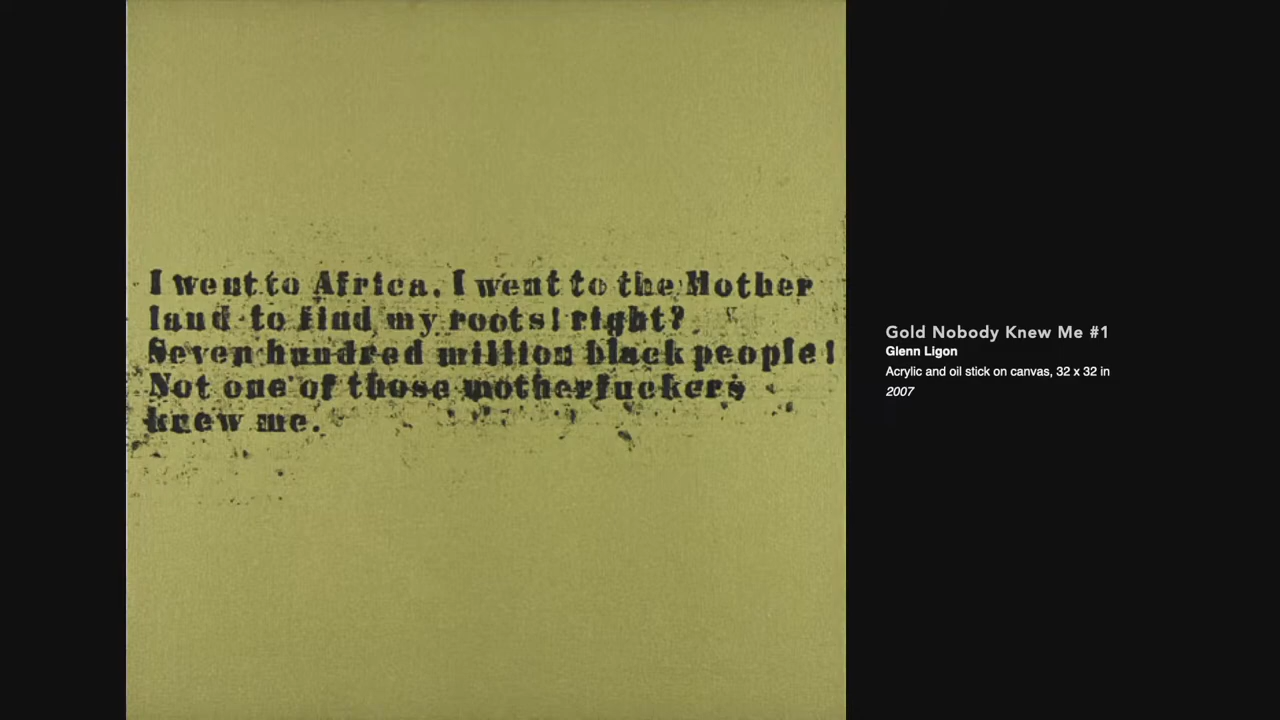 I went to Africa. I went to the Mother
land to find my roots! right?
Seven hundred million black people!
Not one of those motherfuckers
knew me.
Gold Nobody Knew Me #1
Glenn Ligon
Acrylic and oil stick on canvas, 32 x 32 in
2007